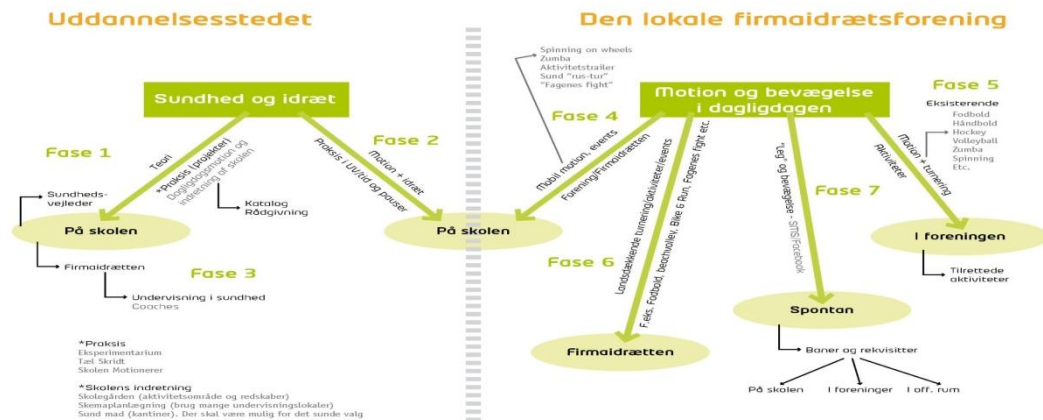 Uddannelsesstedet
Sundhed og idræt
Fase 1
Teori
*Praksis (projekter)
Dagligdagsmotion og
indretning af skolen
Katalog
Rådgivning
Fase 2
Motion + idræt
Praksis i UV/tid og pauser
Sundheds-
vejleder
På skolen
Firmaidrætten
Fase 3
Undervisning i sundhed
Coaches
På skolen
*Praksis
Eksperimentarium
Tæl Skridt
Skolen Motionerer
*Skolens indretning
Skolegården (aktivitetsområde og redskaber)
Skemaplanlægning (brug mange undervisningslokaler)
Sund mad (kantiner). Der skal være mulig for det sunde valg
Den lokale firmaidrætsforening
Spinning on wheels
Zumba
Aktivitetstrailer
Sund "rus-tur"
"Fagenes fight"
Motion og bevægelse
i dagligdagen
Fase 4
Mobil motion, events
Forening/Firmaidrætten
Fase 5
Eksisterende
Fodbold
Håndbold
Hockey
Volleyball
Zumba
Spinning
Etc.
Motion + turnering
Aktiviteter
I foreningen
Tilrettede
aktiviteter
Fase 6
Landsdækkende turnering/aktiviteter/events
F.eks. Fodbold, beachvolley, Bike & Run, Fagenes fight etc.
Firmaidrætten
Fase 7
"Leg" og bevægelse - SMS/Facebook
Spontan
Baner og rekvisitter
På skolen
I foreninger
I off. rum